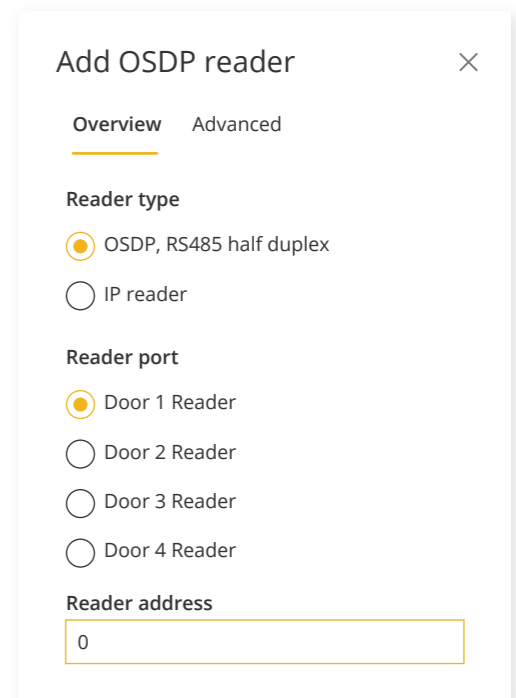 Add OSDP reader
Overview Advanced
Reader type
OSDP, RS485 half duplex
IP reader
Reader port
Door 1 Reader
Door 2 Reader
Door 3 Reader
Door 4 Reader
Reader address
0